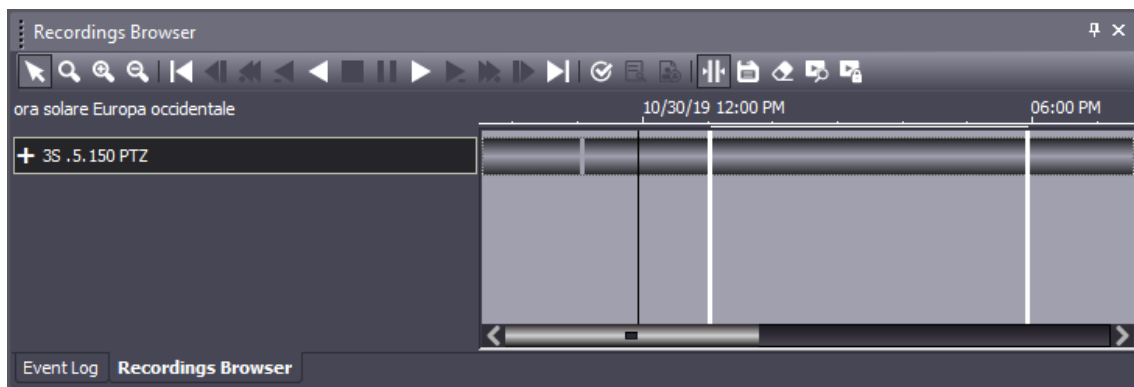 Recordings Browser
ora solare Europa occidentale
10/30/19 12:00 PM
06:00 PM
3S .5.150 PTZ
Event Log
Recordings Browser